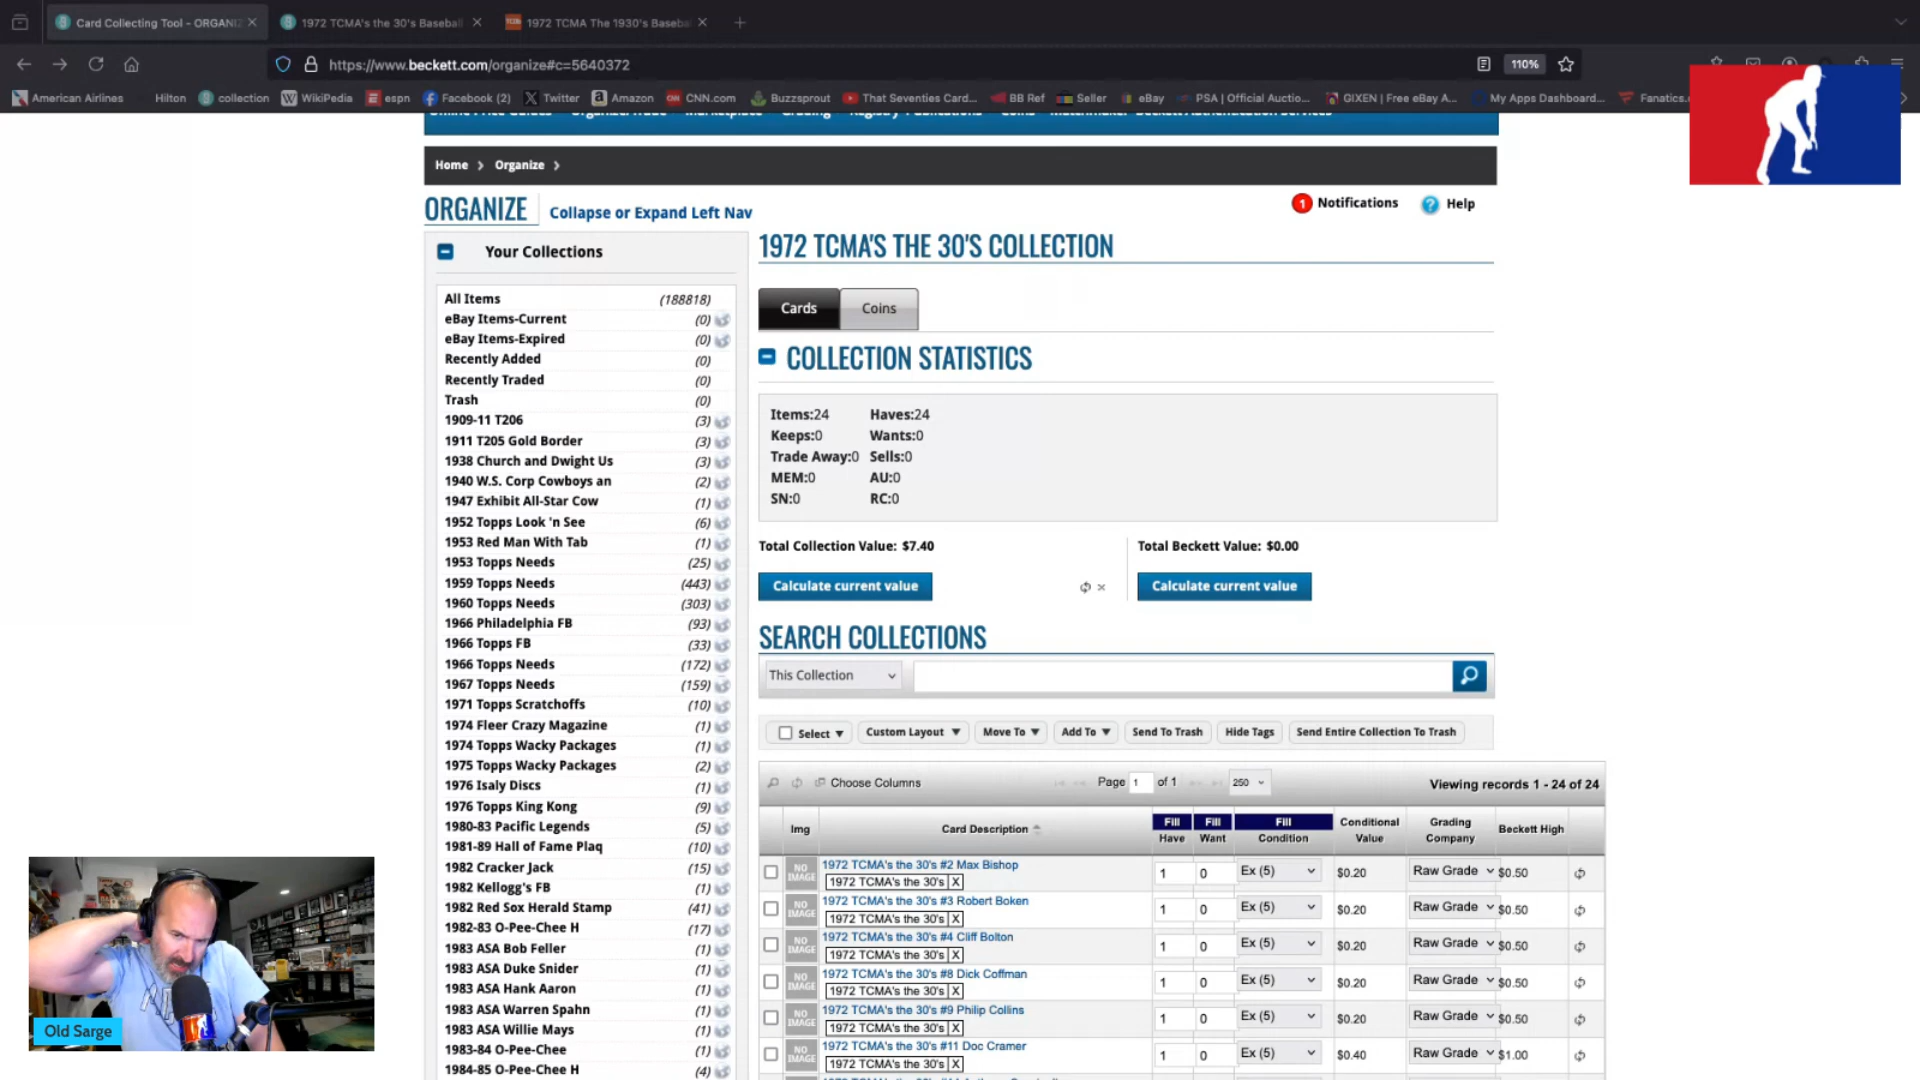 Card Collecting Tool - ORGANI
1972 TCMA's the 30's Baseball
1972 TCMA The 1930's Baseba
https://www.beckett.com/organize#c=5640372
110%
American Airlines
Hilton
collection
WikiPedia
espn
Facebook (2)
Twitter
Amazon
CNN.com
Buzzsprout
That Seventies Card...
BB Ref
Seller
eBay
PSA | Official Auctio...
GIXEN | Free eBay A...
My Apps Dashboard...
Fanatics.c
Home > Organize >
ORGANIZE Collapse or Expand Left Nav
1 Notifications
? Help
Your Collections
All Items (188818)
eBay Items-Current (0)
eBay Items-Expired (0)
Recently Added (0)
Recently Traded (0)
Trash (0)
1909-11 T206 (3)
1911 T205 Gold Border (3)
1938 Church and Dwight Us (3)
1940 W.S. Corp Cowboys an (2)
1947 Exhibit All-Star Cow (1)
1952 Topps Look 'n See (6)
1953 Red Man With Tab (1)
1953 Topps Needs (25)
1959 Topps Needs (443)
1960 Topps Needs (303)
1966 Philadelphia FB (93)
1966 Topps FB (33)
1966 Topps Needs (172)
1967 Topps Needs (159)
1971 Topps Scratchoffs (10)
1974 Fleer Crazy Magazine (1)
1974 Topps Wacky Packages (1)
1975 Topps Wacky Packages (2)
1976 Isaly Discs (1)
1976 Topps King Kong (9)
1980-83 Pacific Legends (5)
1981-89 Hall of Fame Plaq (10)
1982 Cracker Jack (15)
1982 Kellogg's FB (1)
1982 Red Sox Herald Stamp (41)
1982-83 O-Pee-Chee H (17)
1983 ASA Bob Feller (1)
1983 ASA Duke Snider (1)
1983 ASA Hank Aaron (1)
1983 ASA Warren Spahn (1)
1983 ASA Willie Mays (1)
1983-84 O-Pee-Chee (1)
1984-85 O-Pee-Chee H (4)
1972 TCMA'S THE 30'S COLLECTION
Cards
Coins
COLLECTION STATISTICS
Items:24 Haves:24
Keeps:0 Wants:0
Trade Away:0 Sells:0
MEM:0 AU:0
SN:0 RC:0
Total Collection Value: $7.40
Calculate current value
Total Beckett Value: $0.00
Calculate current value
SEARCH COLLECTIONS
This Collection
Select
Custom Layout
Move To
Add To
Send To Trash
Hide Tags
Send Entire Collection To Trash
Choose Columns
Page 1 of 1
250
Viewing records 1 - 24 of 24
Img
Card Description
Fill Have
Fill Want
Fill Condition
Conditional Value
Grading Company
Beckett High
NO IMAGE 1972 TCMA's the 30's #2 Max Bishop
1972 TCMA's the 30's X
1 0 Ex (5) $0.20 Raw Grade $0.50
NO IMAGE 1972 TCMA's the 30's #3 Robert Boken
1972 TCMA's the 30's X
1 0 Ex (5) $0.20 Raw Grade $0.50
NO IMAGE 1972 TCMA's the 30's #4 Cliff Bolton
1972 TCMA's the 30's X
1 0 Ex (5) $0.20 Raw Grade $0.50
NO IMAGE 1972 TCMA's the 30's #8 Dick Coffman
1972 TCMA's the 30's X
1 0 Ex (5) $0.20 Raw Grade $0.50
NO IMAGE 1972 TCMA's the 30's #9 Philip Collins
1972 TCMA's the 30's X
1 0 Ex (5) $0.20 Raw Grade $0.50
NO IMAGE 1972 TCMA's the 30's #11 Doc Cramer
1972 TCMA's the 30's X
1 0 Ex (5) $0.40 Raw Grade $1.00
Old Sarge